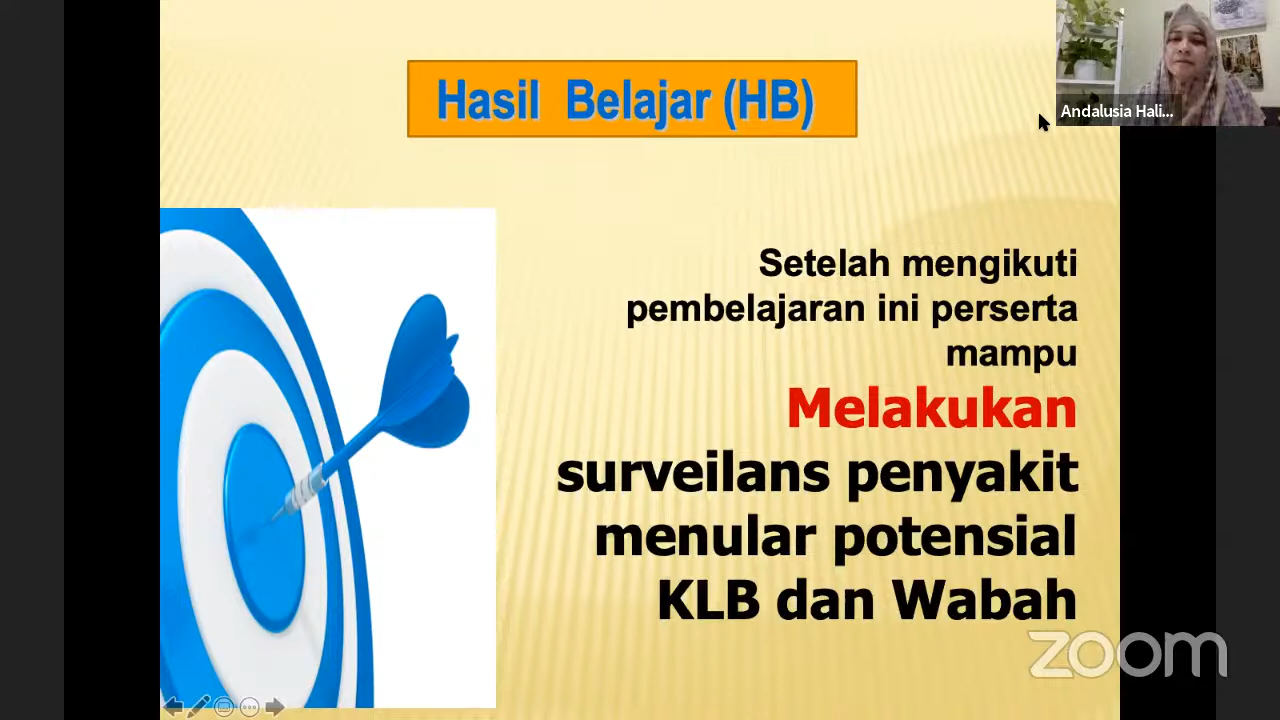 Hasil Belajar (HB)
Andalusia Hali...
Setelah mengikuti
pembelajaran ini perserta
mampu
Melakukan
surveilans penyakit
menular potensial
KLB dan Wabah
zoom